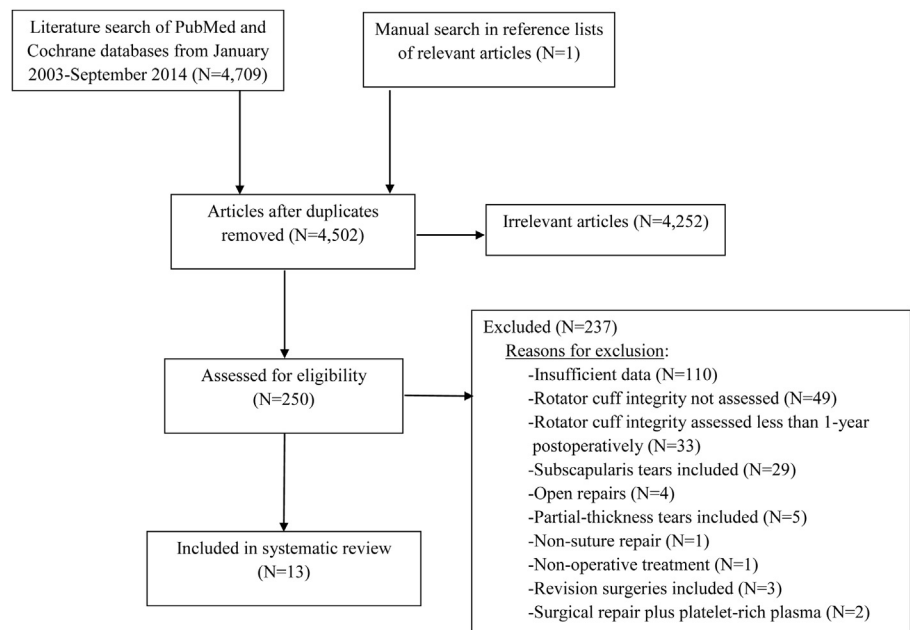 Literature search of PubMed and
Cochrane databases from January
2003-September 2014 (N=4,709)
Manual search in reference lists
of relevant articles (N=1)
Articles after duplicates
removed (N=4,502)
Irrelevant articles (N=4,252)
Assessed for eligibility
(N=250)
Excluded (N=237)
Reasons for exclusion:
-Insufficient data (N=110)
-Rotator cuff integrity not assessed (N=49)
-Rotator cuff integrity assessed less than 1-year
postoperatively (N=33)
-Subscapularis tears included (N=29)
-Open repairs (N=4)
-Partial-thickness tears included (N=5)
-Non-suture repair (N=1)
-Non-operative treatment (N=1)
-Revision surgeries included (N=3)
-Surgical repair plus platelet-rich plasma (N=2)
Included in systematic review
(N=13)